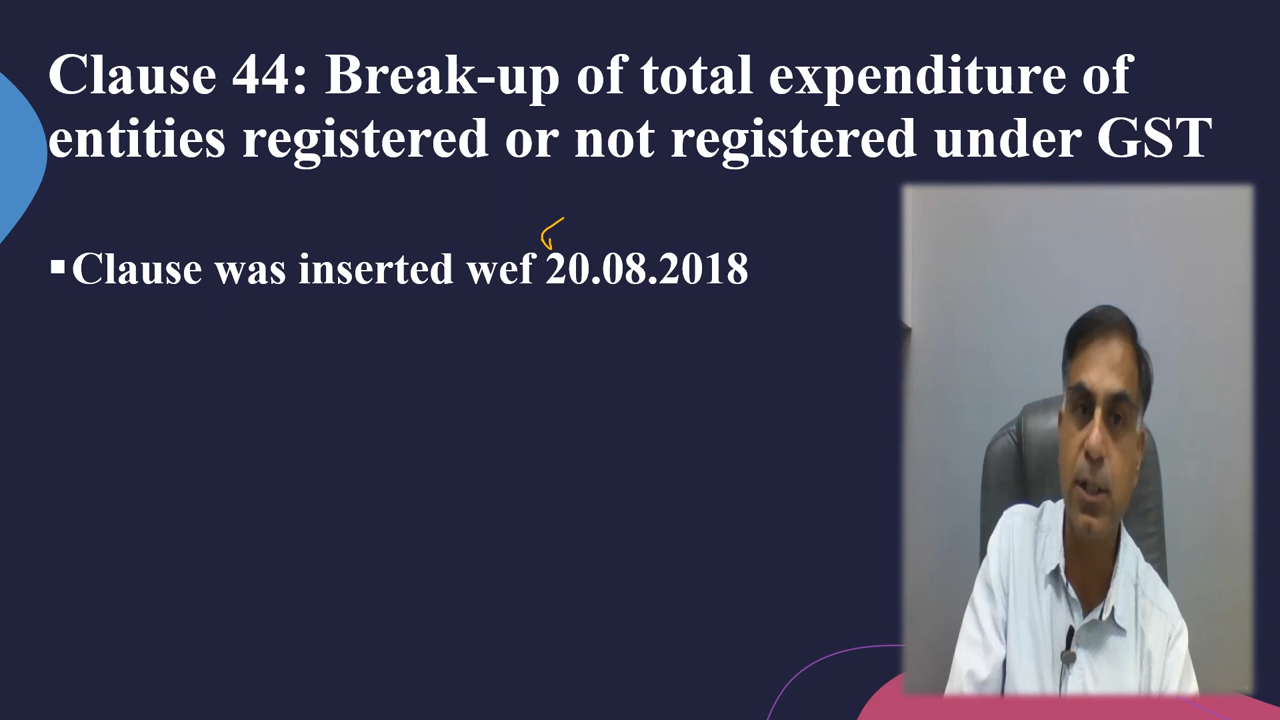 Clause 44: Break-up of total expenditure of
entities registered or not registered under GST
▪Clause was inserted wef 20.08.2018